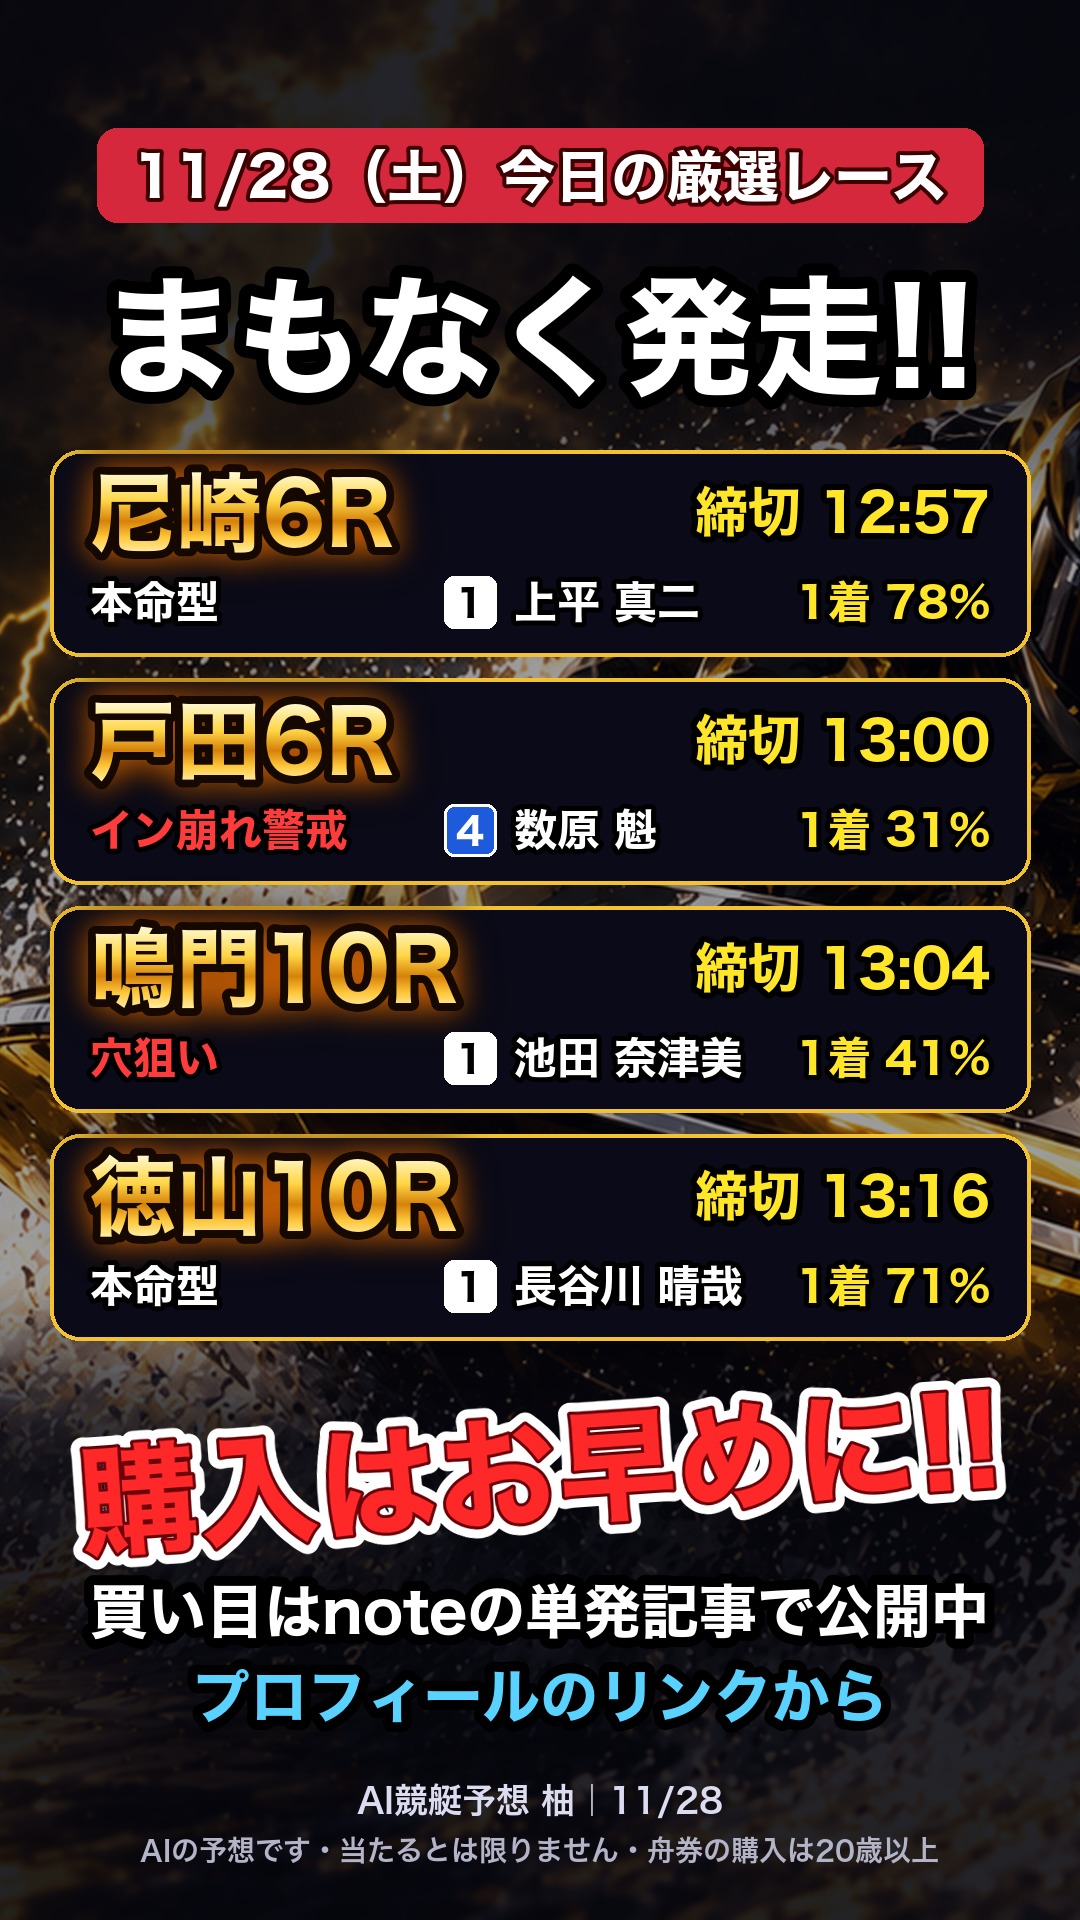 11/28（土）今日の厳選レース
まもなく発走!!
尼崎6R 締切 12:57
本命型 1 上平 真二 1着 78%
戸田6R 締切 13:00
イン崩れ警戒 4 数原 魁 1着 31%
鳴門10R 締切 13:04
穴狙い 1 池田 奈津美 1着 41%
徳山10R 締切 13:16
本命型 1 長谷川 晴哉 1着 71%
購入はお早めに!!
買い目はnoteの単発記事で公開中
プロフィールのリンクから
AI競艇予想 柚｜11/28
AIの予想です・当たるとは限りません・舟券の購入は20歳以上